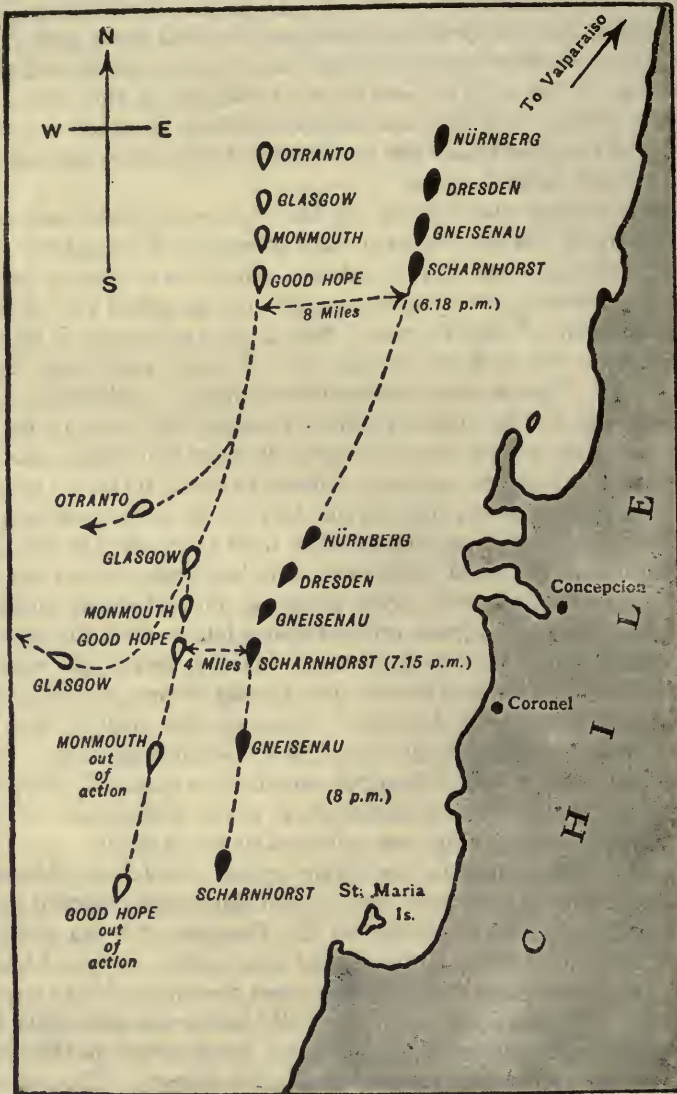 N
W E
S
To Valparaiso
OTRANTO
NÜRNBERG
GLASGOW
DRESDEN
MONMOUTH
GNEISENAU
GOOD HOPE
SCHARNHORST
8 Miles
(6.18 p.m.)
OTRANTO
GLASGOW
NÜRNBERG
DRESDEN
MONMOUTH
GNEISENAU
GOOD HOPE
4 Miles
SCHARNHORST (7.15 p.m.)
GLASGOW
Concepcion
Coronel
CHILE
MONMOUTH
out
of
action
GNEISENAU
(8 p.m.)
SCHARNHORST
St. Maria
Is.
GOOD HOPE
out
of
action